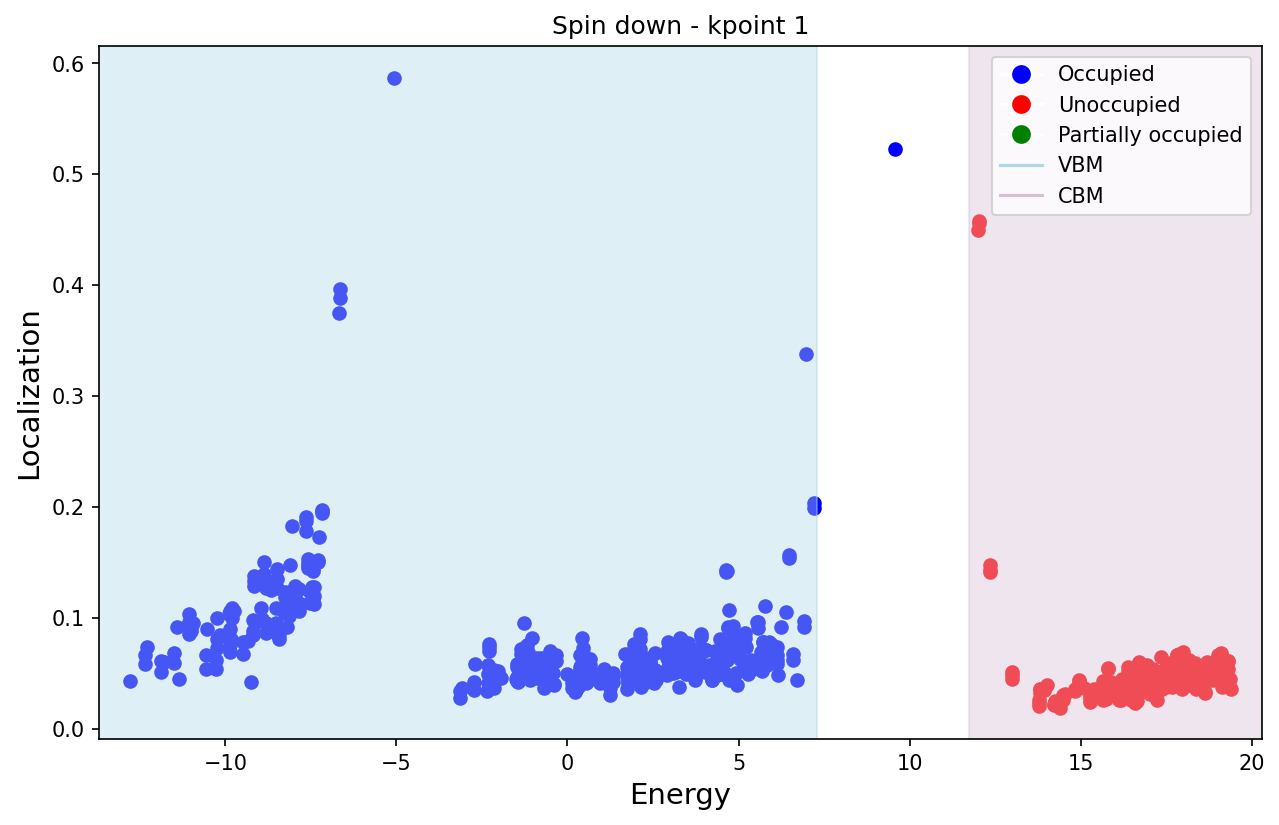 Spin down - kpoint 1
Localization
0.6
0.5
0.4
0.3
0.2
0.1
0.0
Occupied
Unoccupied
Partially occupied
VBM
CBM
−10
−5
0
5
10
15
20
Energy